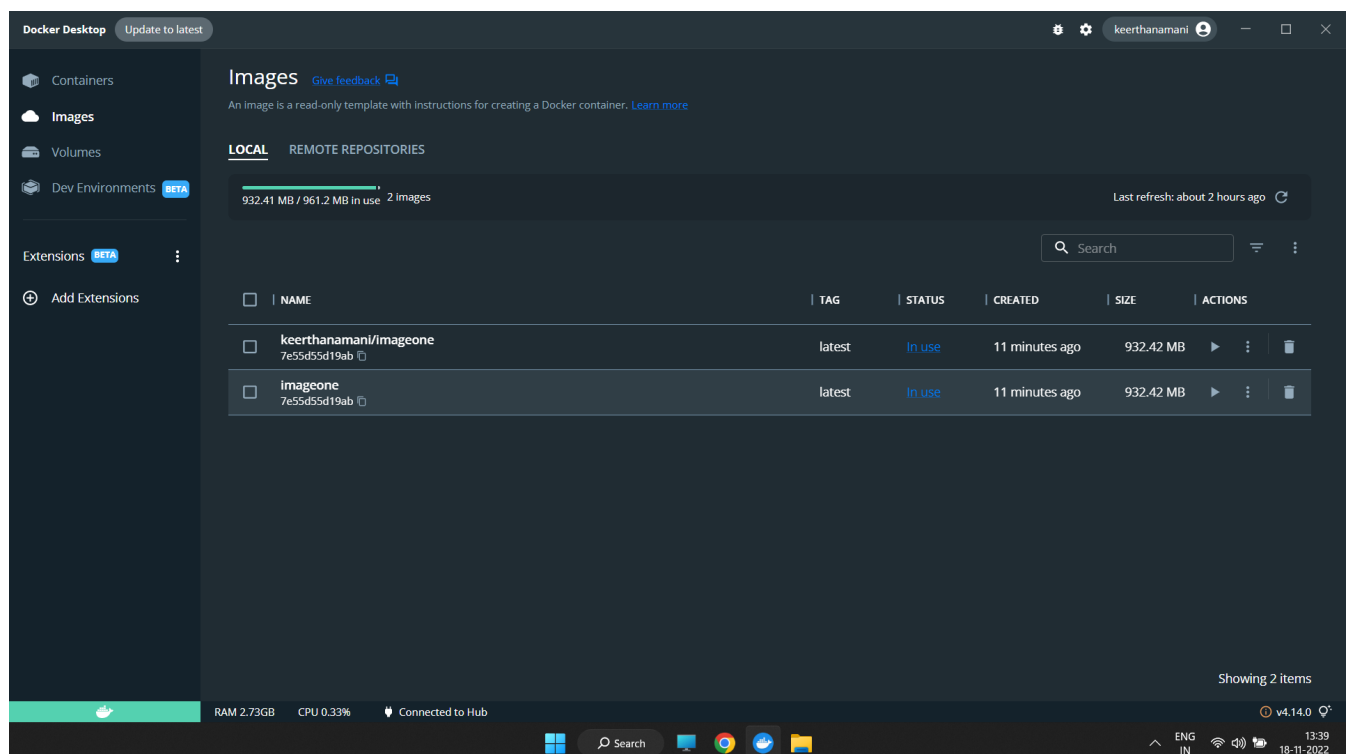 Docker Desktop Update to latest keerthanamani
Containers
Images
Volumes
Dev Environments BETA
Extensions BETA
Add Extensions
Images Give feedback
An image is a read-only template with instructions for creating a Docker container. Learn more
LOCAL REMOTE REPOSITORIES
932.41 MB / 961.2 MB in use 2 images Last refresh: about 2 hours ago
Search
NAME TAG STATUS CREATED SIZE ACTIONS
keerthanamani/imageone
7e55d55d19ab
latest In use 11 minutes ago 932.42 MB
imageone
7e55d55d19ab
latest In use 11 minutes ago 932.42 MB
Showing 2 items
RAM 2.73GB CPU 0.33% Connected to Hub v4.14.0
Search
ENG
IN
13:39
18-11-2022